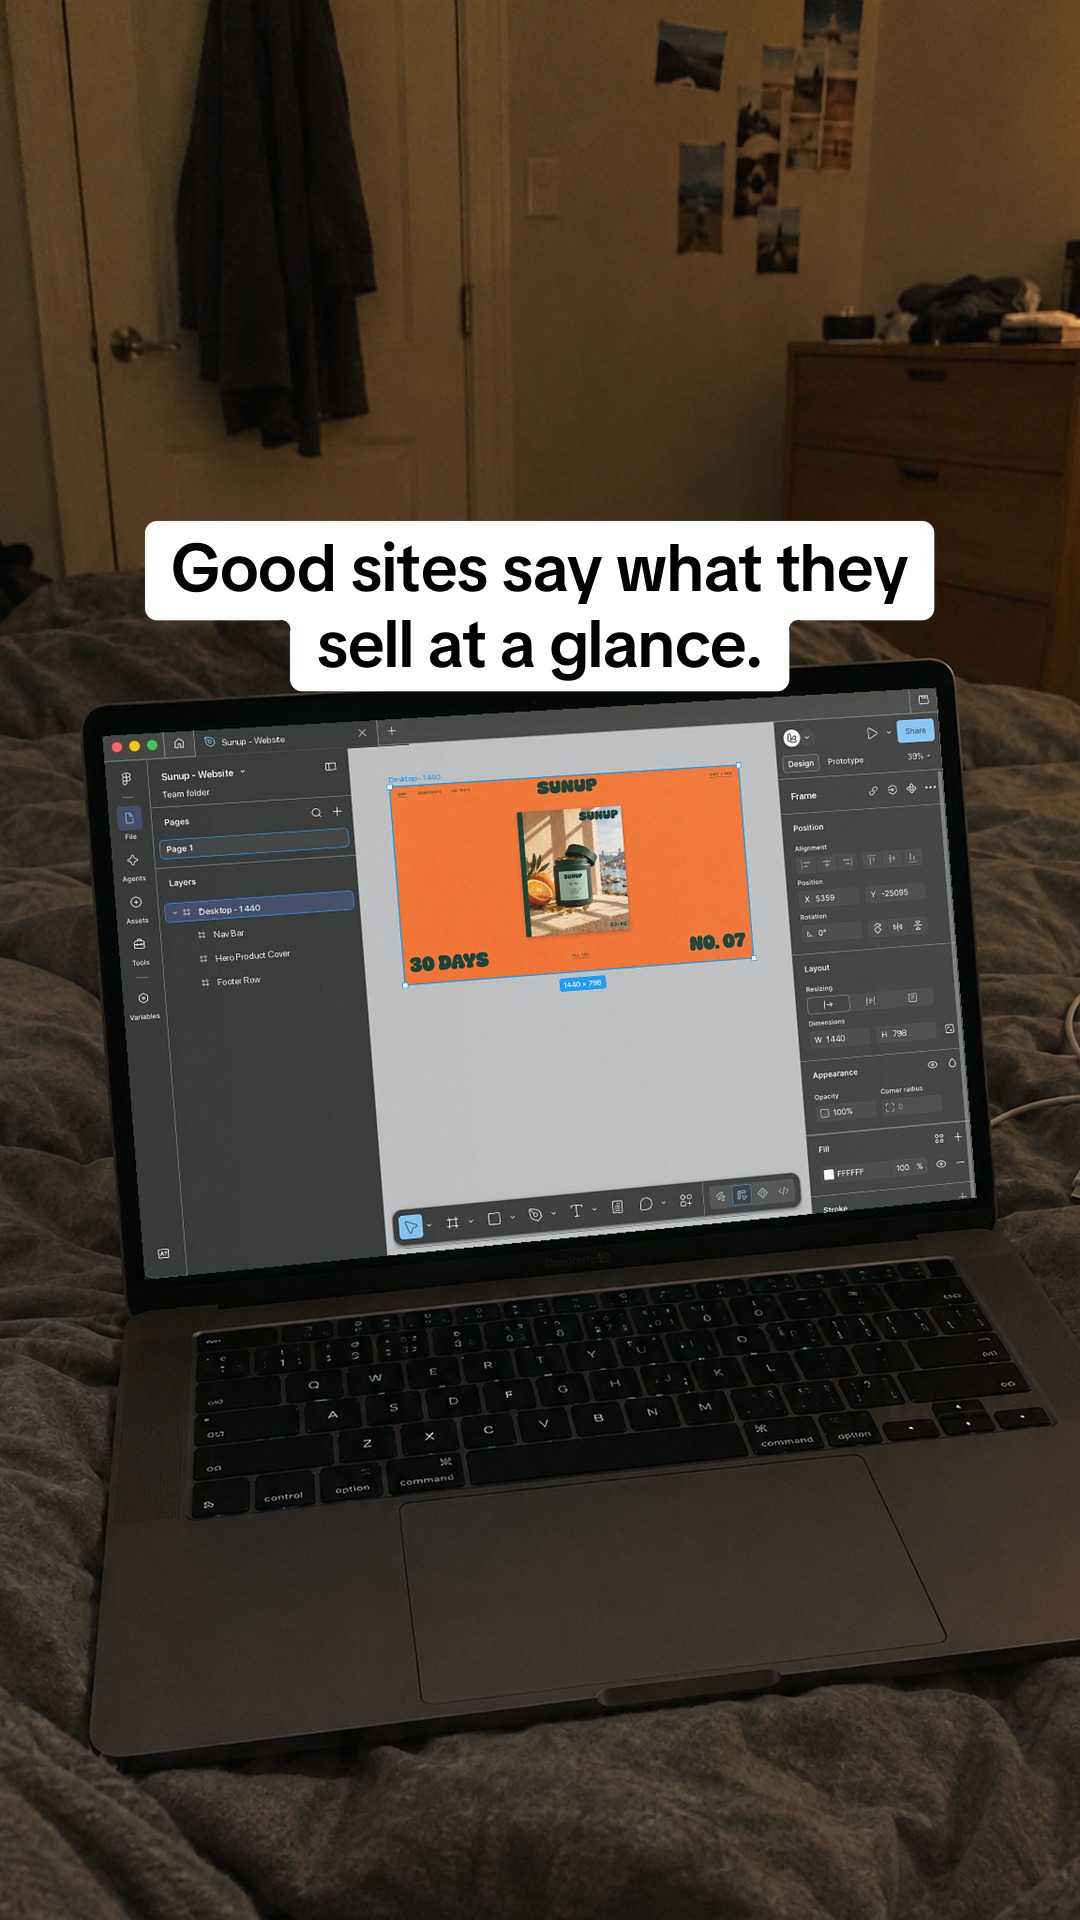 Good sites say what they
sell at a glance.
Sunup - Website
Sunup - Website
Team folder
Pages
Page 1
Layers
Desktop - 1440
Nav Bar
Hero Product Cover
Footer Row
File
Agents
Assets
Tools
Variables
Desktop - 1440
SUNUP
SUNUP
SUNUP
30 DAYS
NO. 07
1440 × 798
Share
Design
Prototype
39%
Frame
Position
Alignment
Position
X 5359
Y -25095
Rotation
0°
Layout
Resizing
Dimensions
W 1440
H 798
Appearance
Opacity
Corner radius
100%
0
Fill
FFFFFF
100 %
Stroke
Q W E R T Y U O P
A S D F G H J K L
Z X C V B N M
control
option
command
command
option